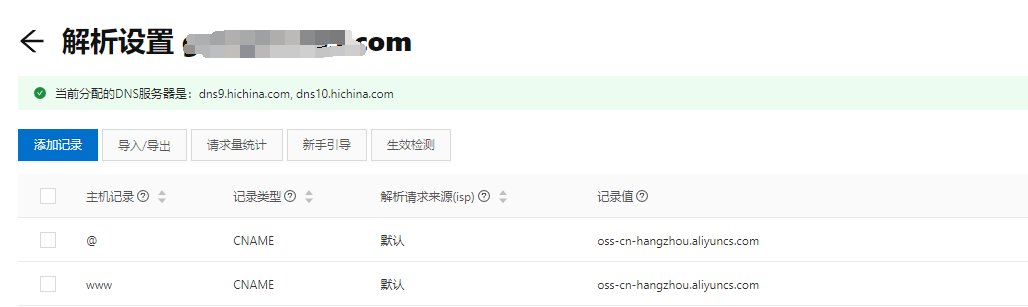 解析设置 .com
当前分配的DNS服务器是：dns9.hichina.com, dns10.hichina.com
添加记录 导入/导出 请求量统计 新手引导 生效检测
主机记录 记录类型 解析请求来源(isp) 记录值
@ CNAME 默认 oss-cn-hangzhou.aliyuncs.com
www CNAME 默认 oss-cn-hangzhou.aliyuncs.com